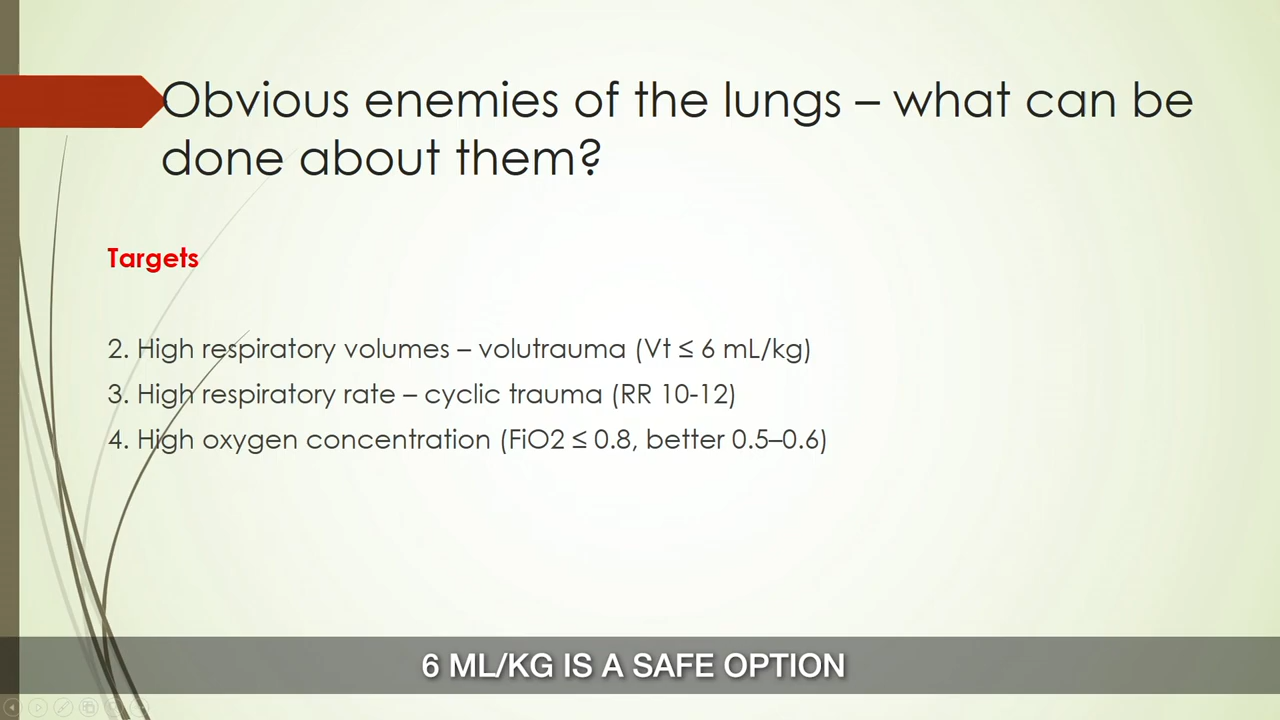 Obvious enemies of the lungs – what can be
done about them?
Targets
2. High respiratory volumes – volutrauma (Vt ≤ 6 mL/kg)
3. High respiratory rate – cyclic trauma (RR 10-12)
4. High oxygen concentration (FiO2 ≤ 0.8, better 0.5–0.6)
6 ML/KG IS A SAFE OPTION